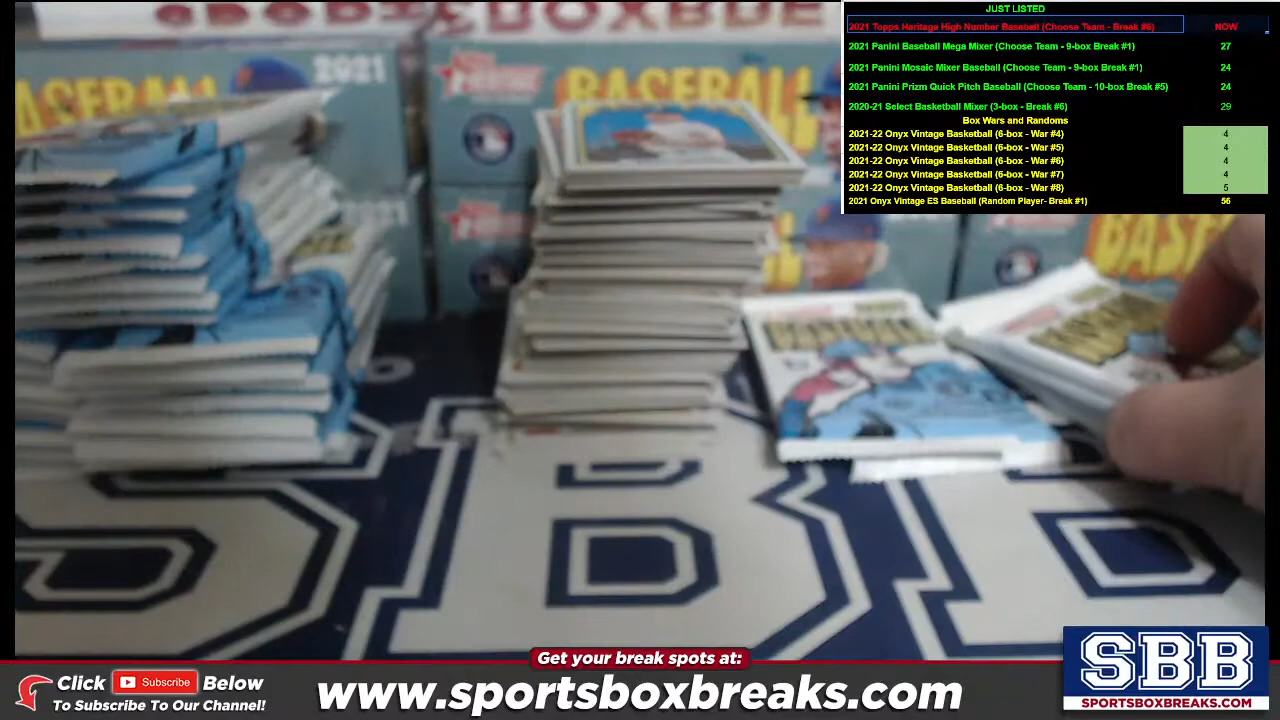 JUST LISTED
2021 Topps Heritage High Number Baseball (Choose Team - Break #6) NOW
2021 Panini Baseball Mega Mixer (Choose Team - 9-box Break #1) 27
2021 Panini Mosaic Mixer Baseball (Choose Team - 9-box Break #1) 24
2021 Panini Prizm Quick Pitch Baseball (Choose Team - 10-box Break #5) 24
2020-21 Select Basketball Mixer (3-box - Break #6) 29
Box Wars and Randoms
2021-22 Onyx Vintage Basketball (6-box - War #4) 4
2021-22 Onyx Vintage Basketball (6-box - War #5) 4
2021-22 Onyx Vintage Basketball (6-box - War #6) 4
2021-22 Onyx Vintage Basketball (6-box - War #7) 4
2021-22 Onyx Vintage Basketball (6-box - War #8) 5
2021 Onyx Vintage ES Baseball (Random Player- Break #1) 56
2021
BASEBALL
Heritage
BASEBALL
Heritage
SBB
Get your break spots at:
Click Subscribe Below
To Subscribe To Our Channel!
www.sportsboxbreaks.com
SBB
SPORTSBOXBREAKS.COM